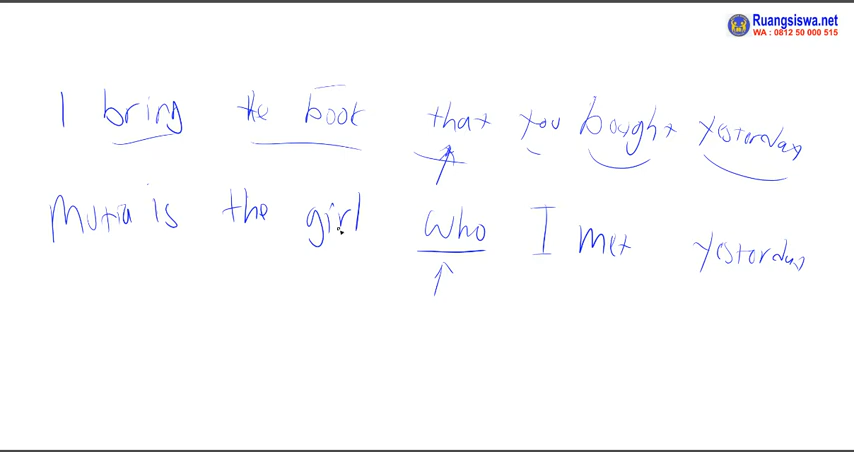 Ruangsiswa.net
WA : 0812 50 000 515
I bring the book that you bought yesterday
Mutia is the girl who I met yesterday